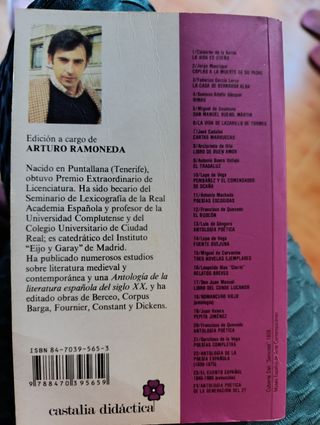 Edición a cargo de
ARTURO RAMONEDA
Nacido en Puntallana (Tenerife),
obtuvo Premio Extraordinario de
Licenciatura. Ha sido becario del
Seminario de Lexicografía de la Real
Academia Española y profesor de la
Universidad Complutense y del
Colegio Universitario de Ciudad
Real; es catedrático del Instituto
"Eijo y Garay" de Madrid.
Ha publicado numerosos estudios
sobre literatura medieval y
contemporánea y una Antología de la
literatura española del siglo XX, y ha
editado obras de Berceo, Corpus
Barga, Fournier, Constant y Dickens.
ISBN 84-7039-565-3
9 788470 395659
castalia didáctica
1/ Calderón de la Barca
LA VIDA ES SUEÑO
2/ Jorge Manrique
COPLAS A LA MUERTE DE SU PADRE
3/ Federico García Lorca
LA CASA DE BERNARDA ALBA
4/ Gustavo Adolfo Bécquer
RIMAS
5/ Miguel de Unamuno
SAN MANUEL BUENO, MÁRTIR
6/ LA VIDA DE LAZARILLO DE TORMES
7/ José Cadalso
CARTAS MARRUECAS
8/ Arcipreste de Hita
LIBRO DE BUEN AMOR
9/ Antonio Buero Vallejo
EL TRAGALUZ
10/ Lope de Vega
PERIBÁÑEZ Y EL COMENDADOR
DE OCAÑA
11/ Antonio Machado
POESÍAS ESCOGIDAS
12/ Francisco de Quevedo
EL BUSCÓN
13/ Luis de Góngora
ANTOLOGÍA POÉTICA
14/ Lope de Vega
FUENTE OVEJUNA
15/ Miguel de Cervantes
TRES NOVELAS EJEMPLARES
16/ Leopoldo Alas "Clarín"
RELATOS BREVES
17/ Don Juan Manuel
LIBRO DEL CONDE LUCANOR
18/ ROMANCERO VIEJO
(antología)
19/ Juan Valera
PEPITA JIMÉNEZ
20/ Francisco de Quevedo
ANTOLOGÍA POÉTICA
21/ Garcilaso de la Vega
POESÍAS COMPLETAS
22/ ANTOLOGÍA DE LA
POESÍA ESPAÑOLA
23/ EL CUENTO ESPAÑOL
24/ ANTOLOGÍA POÉTICA
DE LA GENERACIÓN DEL 27